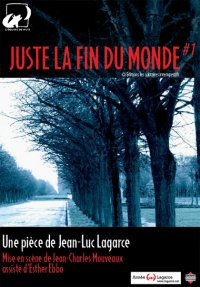 JUSTE LA FIN DU MONDE #1
Une pièce de Jean-Luc Lagarce
Mise en scène de Jean-Charles Mouveaux
assisté d'Esther Ebbo
Année Lagarce